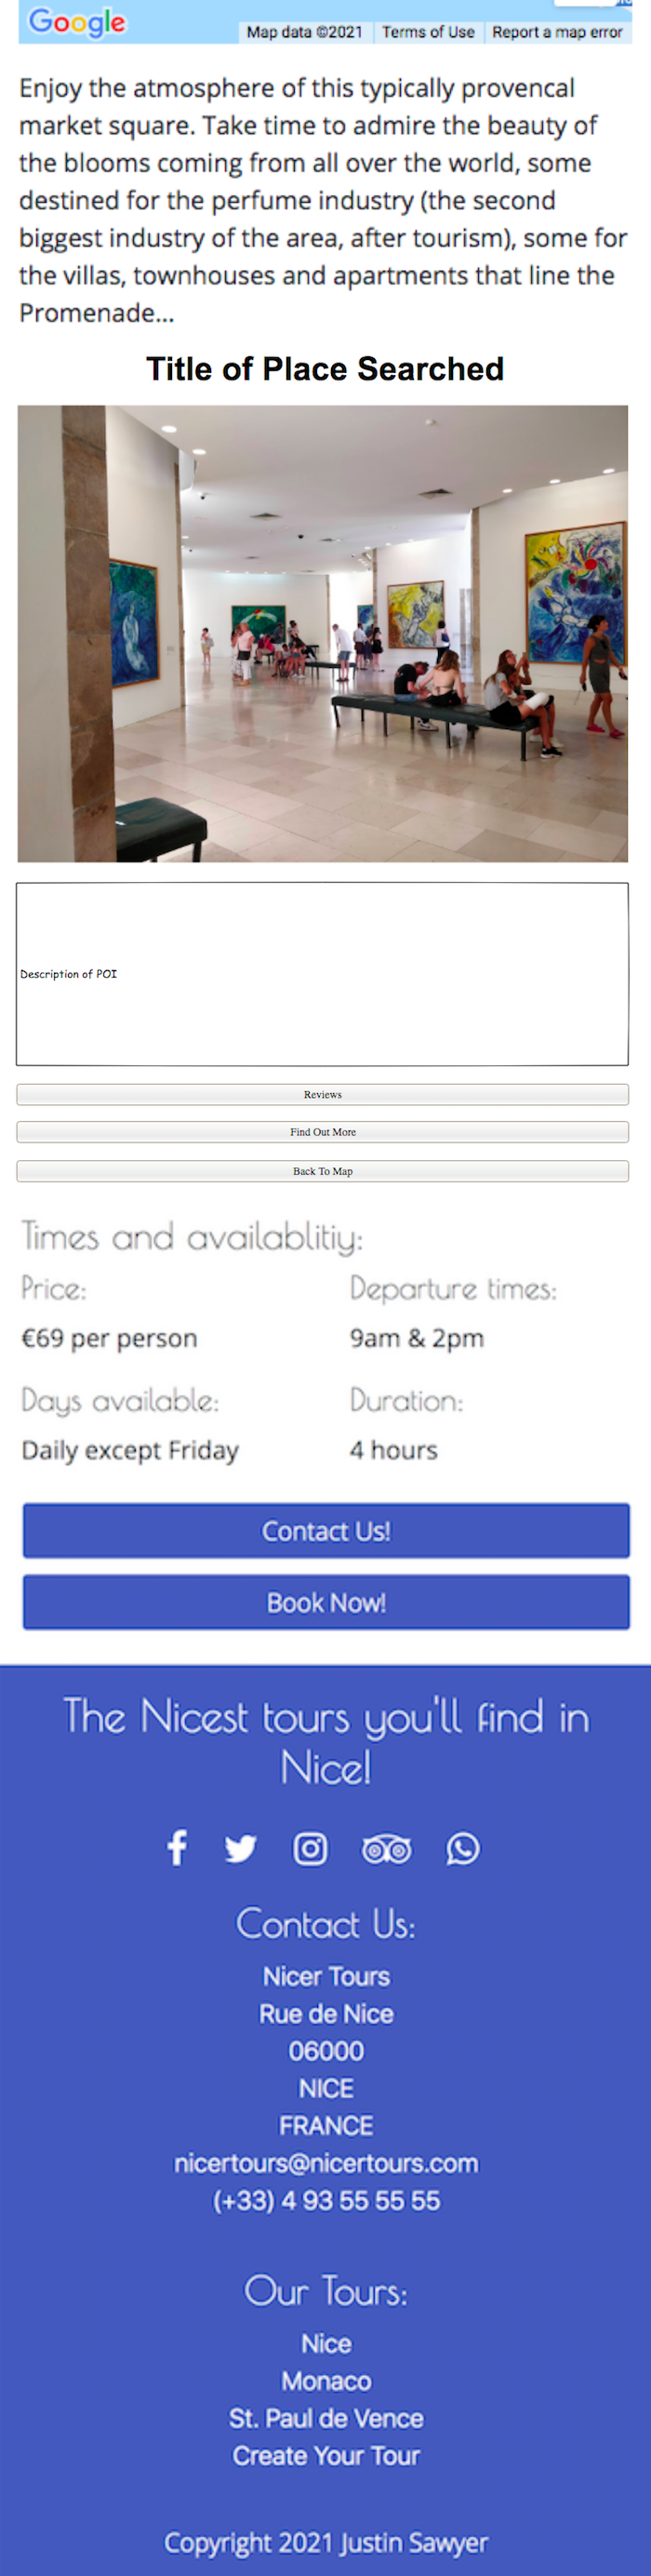 Google
Map data ©2021 Terms of Use Report a map error
Enjoy the atmosphere of this typically provencal
market square. Take time to admire the beauty of
the blooms coming from all over the world, some
destined for the perfume industry (the second
biggest industry of the area, after tourism), some for
the villas, townhouses and apartments that line the
Promenade...
Title of Place Searched
Description of POI
Reviews
Find Out More
Back To Map
Times and availablitiy:
Price: Departure times:
€69 per person 9am & 2pm
Days available: Duration:
Daily except Friday 4 hours
Contact Us!
Book Now!
The Nicest tours you'll find in
Nice!
Contact Us:
Nicer Tours
Rue de Nice
06000
NICE
FRANCE
nicertours@nicertours.com
(+33) 4 93 55 55 55
Our Tours:
Nice
Monaco
St. Paul de Vence
Create Your Tour
Copyright 2021 Justin Sawyer